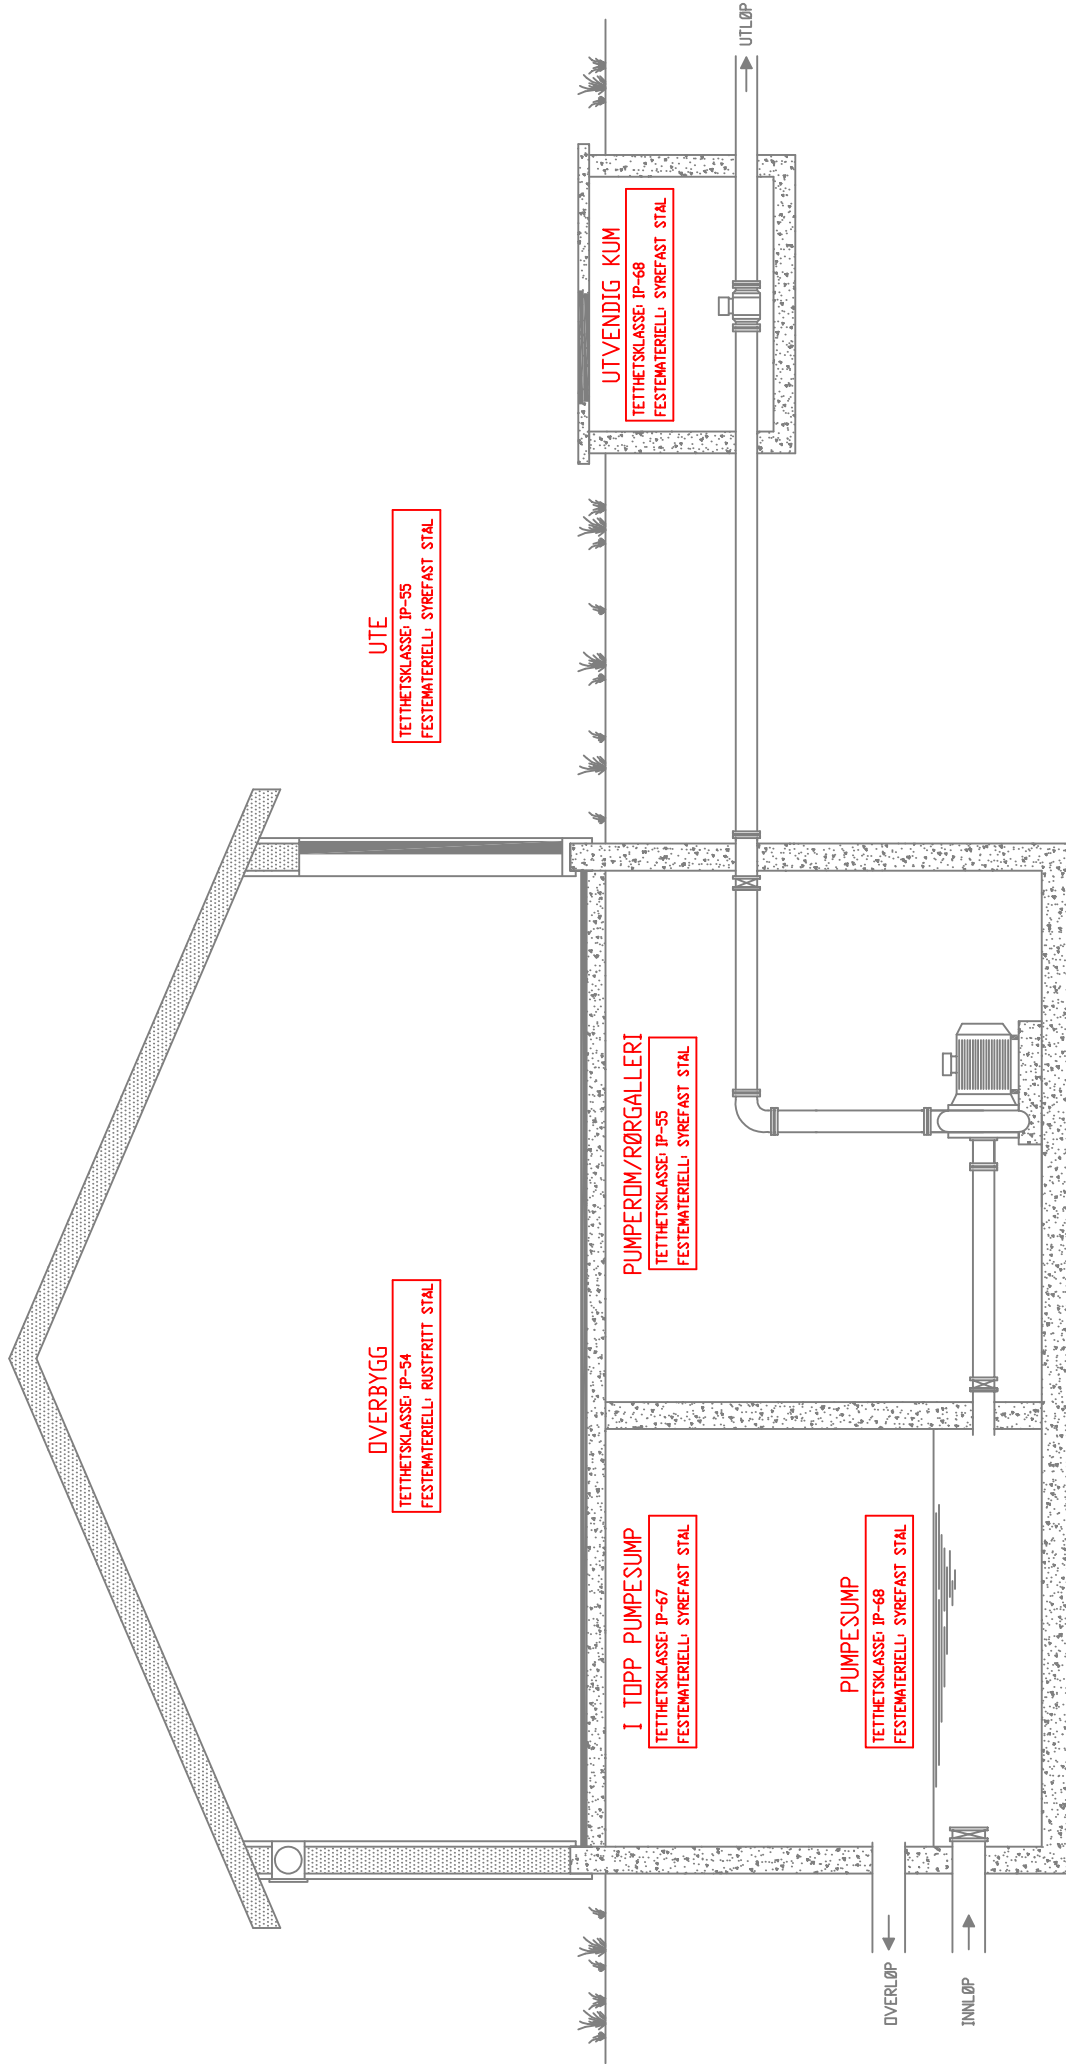 OVERBYGG
TETTHETSKLASSE: IP-54
FESTEMATERIELL: RUSTFRITT STÅL
UTE
TETTHETSKLASSE: IP-55
FESTEMATERIELL: SYREFAST STÅL
I TOPP PUMPESUMP
TETTHETSKLASSE: IP-67
FESTEMATERIELL: SYREFAST STÅL
PUMPEROM/RØRGALLERI
TETTHETSKLASSE: IP-55
FESTEMATERIELL: SYREFAST STÅL
UTVENDIG KUM
TETTHETSKLASSE: IP-68
FESTEMATERIELL: SYREFAST STÅL
UTLØP
PUMPESUMP
TETTHETSKLASSE: IP-68
FESTEMATERIELL: SYREFAST STÅL
OVERLØP
INNLØP